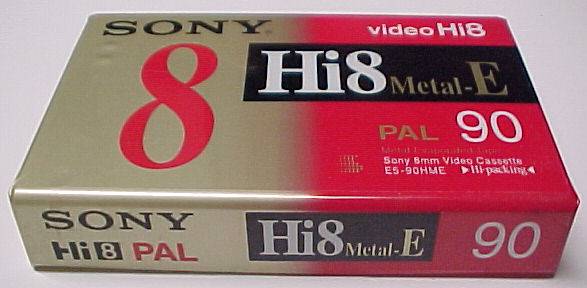 SONY
video Hi8
8
Hi8 Metal-E
PAL 90
Metal Evaporated Tape
Sony 8mm Video Cassette
E5-90HME ▶Hi-packing◀
SONY
Hi8 PAL
Hi8 Metal-E
90